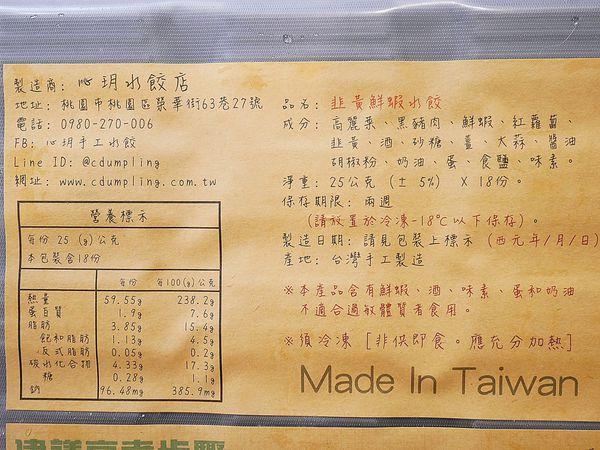 製造商: 心玥水餃店
地址: 桃園市桃園區榮華街63巷27號
電話: 0980-270-006
FB: 心玥手工水餃
Line ID: @cdumpling
網址: www.cdumpling.com.tw
營養標示
每份 25 (g)公克
本包裝含18份
每份 每100(g)公克
熱量 59.55g 238.2g
蛋白質 1.9g 7.6g
脂肪 3.85g 15.4g
飽和脂肪 1.13g 4.5g
反式脂肪 0.05g 0.2g
碳水化合物 4.33g 17.3g
糖 0.28g 1.1g
鈉 96.48mg 385.9mg
品名: 韭黃鮮蝦水餃
成分: 高麗菜、黑豬肉、鮮蝦、紅蘿蔔、
韭黃、酒、砂糖、薑、大蒜、醬油
胡椒粉、奶油、蛋、食鹽、味素。
淨重: 25公克 (± 5%) X 18份。
保存期限: 兩週
(請放置於冷凍-18℃以下保存)。
製造日期: 請見包裝上標示 (西元年/月/日)
產地: 台灣手工製造
※本產品含有鮮蝦、酒、味素、蛋和奶油
不適合過敏體質者食用。
※須冷凍 [非供即食。應充分加熱]
Made In Taiwan
建議烹煮步驟